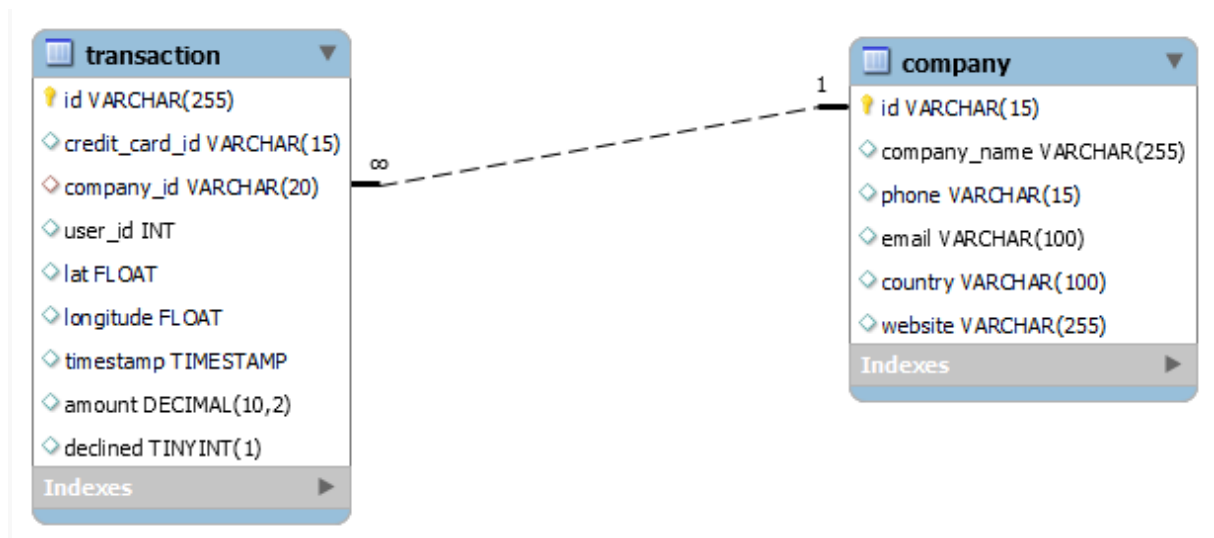 transaction
id VARCHAR(255)
credit_card_id VARCHAR(15)
company_id VARCHAR(20)
user_id INT
lat FLOAT
longitude FLOAT
timestamp TIMESTAMP
amount DECIMAL(10,2)
declined TINYINT(1)
Indexes
∞
1
company
id VARCHAR(15)
company_name VARCHAR(255)
phone VARCHAR(15)
email VARCHAR(100)
country VARCHAR(100)
website VARCHAR(255)
Indexes